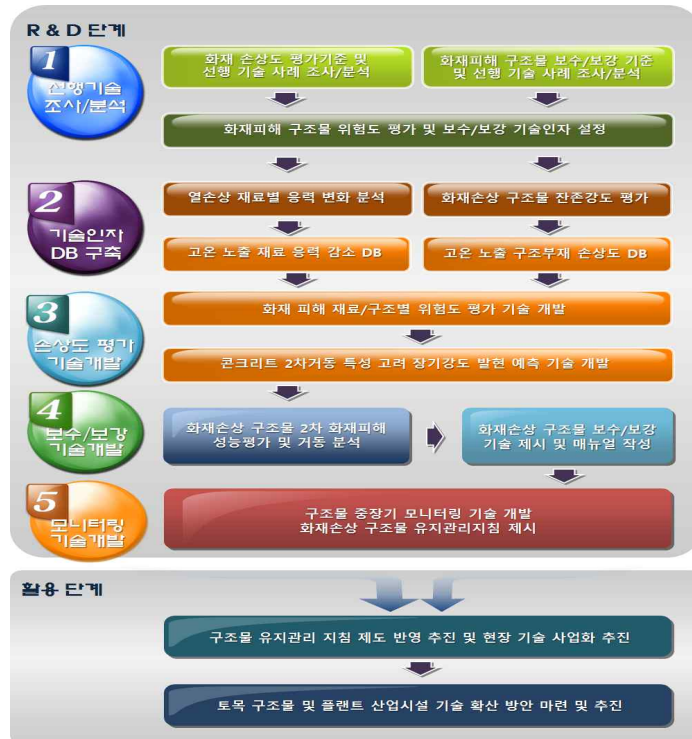 R & D 단계
1
선행기술
조사/분석
화재 손상도 평가기준 및
선행 기술 사례 조사/분석
화재피해 구조물 보수/보강 기준
및 선행 기술 사례 조사/분석
화재피해 구조물 위험도 평가 및 보수/보강 기술인자 설정
2
기술인자
DB 구축
열손상 재료별 응력 변화 분석
화재손상 구조물 잔존강도 평가
고온 노출 재료 응력 감소 DB
고온 노출 구조부재 손상도 DB
3
손상도 평가
기술개발
화재 피해 재료/구조별 위험도 평가 기술 개발
콘크리트 2차거동 특성 고려 장기강도 발현 예측 기술 개발
4
보수/보강
기술개발
화재손상 구조물 2차 화재피해
성능평가 및 거동 분석
화재손상 구조물 보수/보강
기술 제시 및 매뉴얼 작성
5
모니터링
기술개발
구조물 중장기 모니터링 기술 개발
화재손상 구조물 유지관리지침 제시
활용 단계
구조물 유지관리 지침 제도 반영 추진 및 현장 기술 사업화 추진
토목 구조물 및 플랜트 산업시설 기술 확산 방안 마련 및 추진